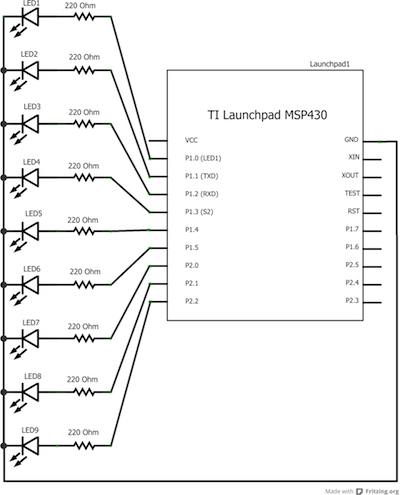 LED1
220 Ohm
LED2
220 Ohm
LED3
220 Ohm
LED4
220 Ohm
LED5
220 Ohm
LED6
220 Ohm
LED7
220 Ohm
LED8
220 Ohm
LED9
220 Ohm
Launchpad1
TI Launchpad MSP430
VCC
P1.0 (LED1)
P1.1 (TXD)
P1.2 (RXD)
P1.3 (S2)
P1.4
P1.5
P2.0
P2.1
P2.2
GND
XIN
XOUT
TEST
RST
P1.7
P1.6
P2.5
P2.4
P2.3
Made with Fritzing.org